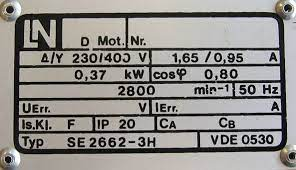 LN D Mot. Nr.
Δ/Y 230/400 V 1,65 / 0,95 A
0,37 kW cosφ 0,80
2800 min⁻¹ 50 Hz
UErr. V IErr. A
Is.Kl. F IP 20 CA CB
Typ SE 2662-3H VDE 0530